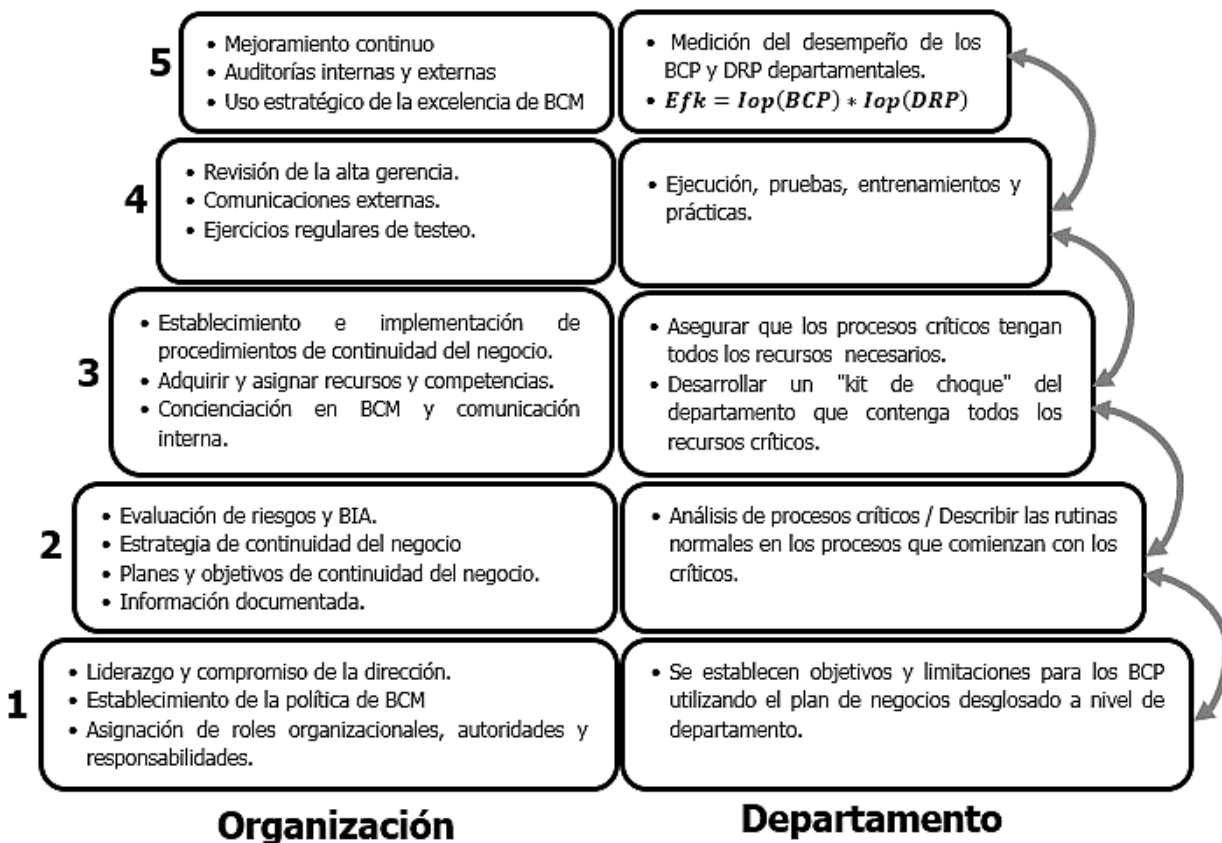 5
• Mejoramiento continuo
• Auditorías internas y externas
• Uso estratégico de la excelencia de BCM
• Medición del desempeño de los
BCP y DRP departamentales.
• Efk = Iop(BCP) * Iop(DRP)
4
• Revisión de la alta gerencia.
• Comunicaciones externas.
• Ejercicios regulares de testeo.
• Ejecución, pruebas, entrenamientos y
prácticas.
3
• Establecimiento e implementación de
procedimientos de continuidad del negocio.
• Adquirir y asignar recursos y competencias.
• Concienciación en BCM y comunicación
interna.
• Asegurar que los procesos críticos tengan
todos los recursos necesarios.
• Desarrollar un "kit de choque" del
departamento que contenga todos los
recursos críticos.
2
• Evaluación de riesgos y BIA.
• Estrategia de continuidad del negocio
• Planes y objetivos de continuidad del negocio.
• Información documentada.
• Análisis de procesos críticos / Describir las rutinas
normales en los procesos que comienzan con los
críticos.
1
• Liderazgo y compromiso de la dirección.
• Establecimiento de la política de BCM
• Asignación de roles organizacionales, autoridades y
responsabilidades.
• Se establecen objetivos y limitaciones para los BCP
utilizando el plan de negocios desglosado a nivel de
departamento.
Organización
Departamento